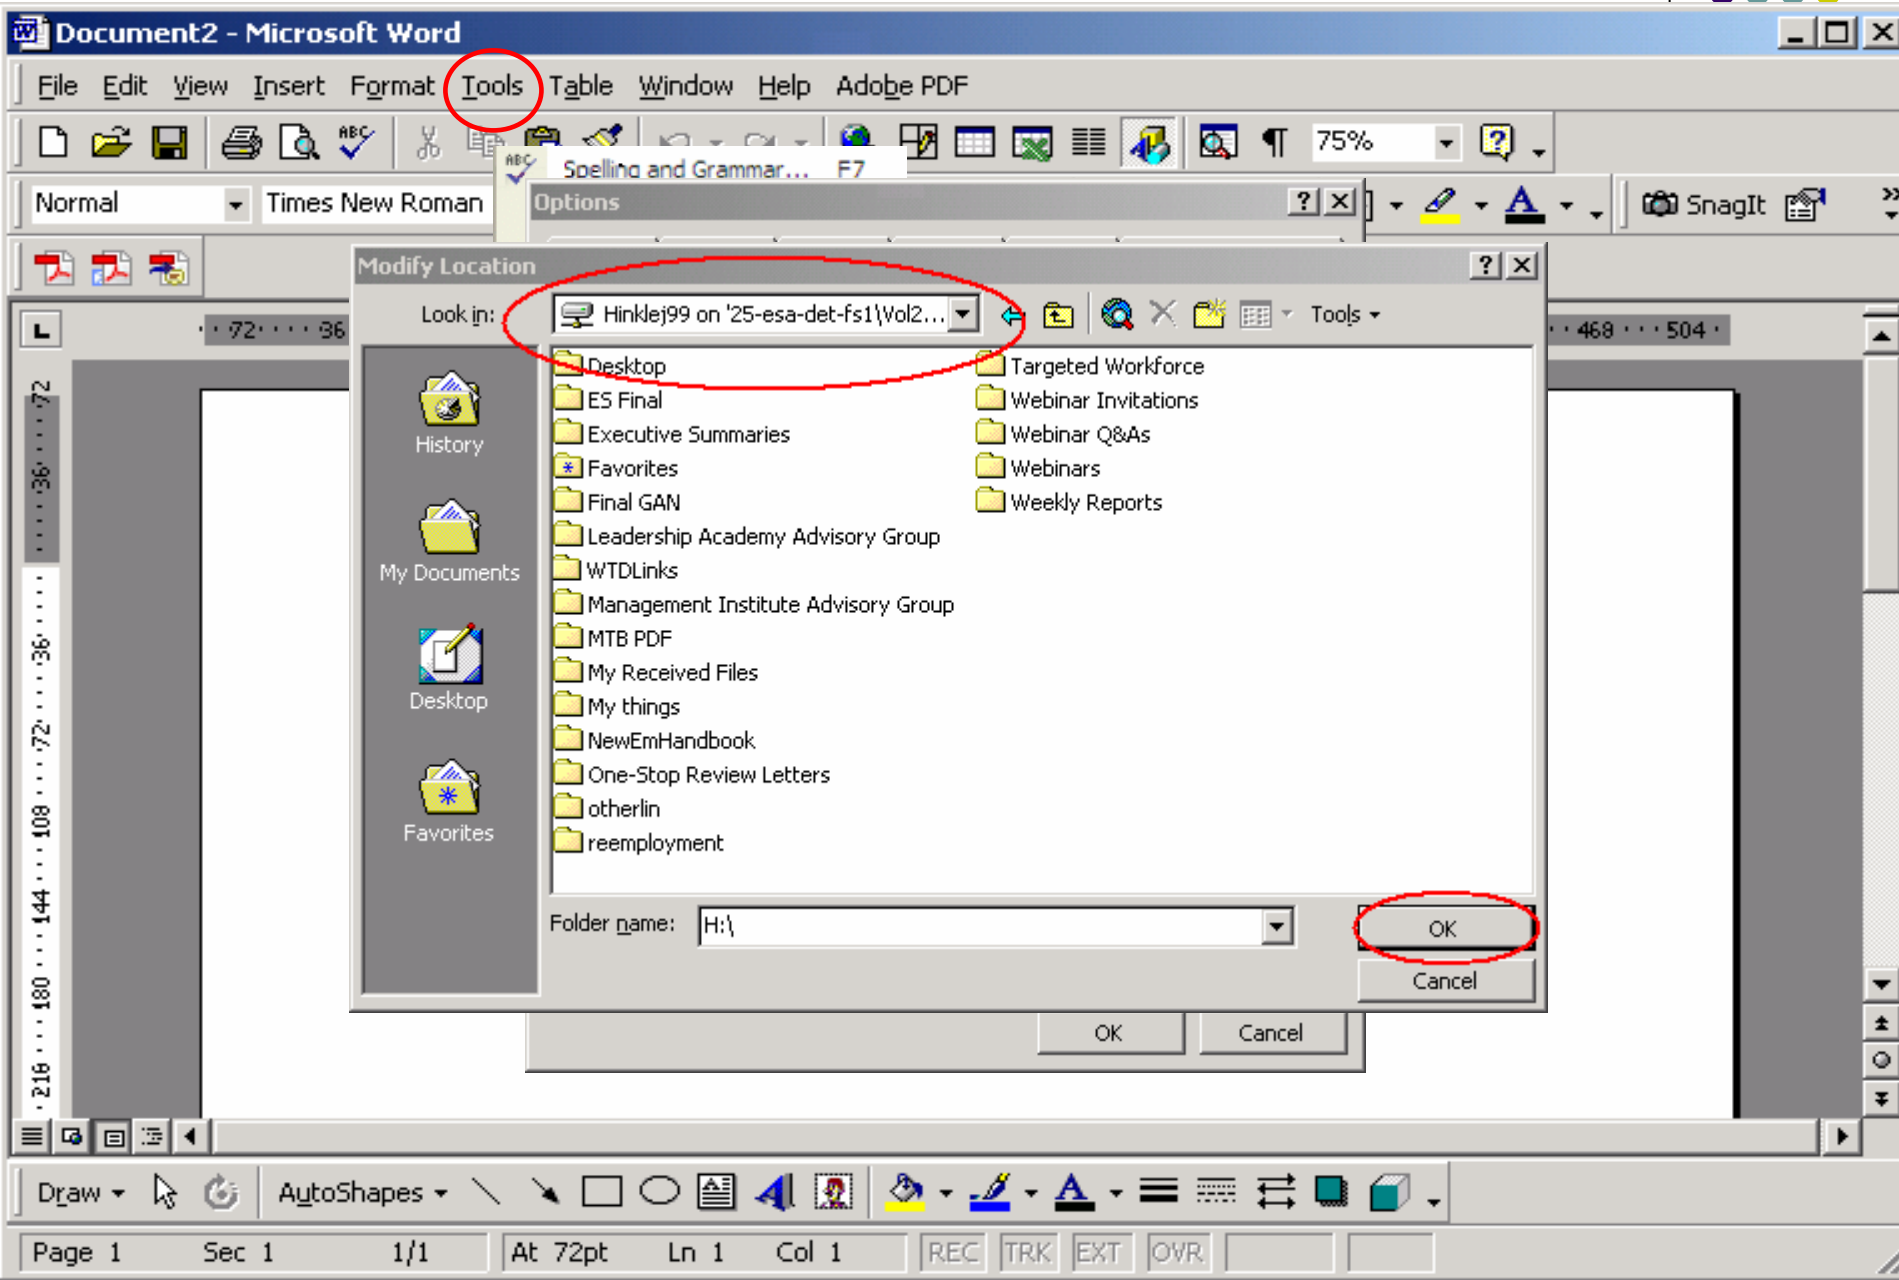 Document2 - Microsoft Word
File Edit View Insert Format Tools Table Window Help Adobe PDF
ABC 75%
ABC Spelling and Grammar... F7
Normal Times New Roman SnagIt
Options
Modify Location
Look in: Hinklej99 on '25-esa-det-fs1\Vol2... Tools
72 36 468 504
History
My Documents
Desktop
Favorites
Desktop
ES Final
Executive Summaries
Favorites
Final GAN
Leadership Academy Advisory Group
WTDLinks
Management Institute Advisory Group
MTB PDF
My Received Files
My things
NewEmHandbook
One-Stop Review Letters
otherlin
reemployment
Targeted Workforce
Webinar Invitations
Webinar Q&As
Webinars
Weekly Reports
72
36
36
72
108
144
180
216
Folder name: H:\
OK
Cancel
OK Cancel
Draw AutoShapes
Page 1 Sec 1 1/1 At 72pt Ln 1 Col 1 REC TRK EXT OVR